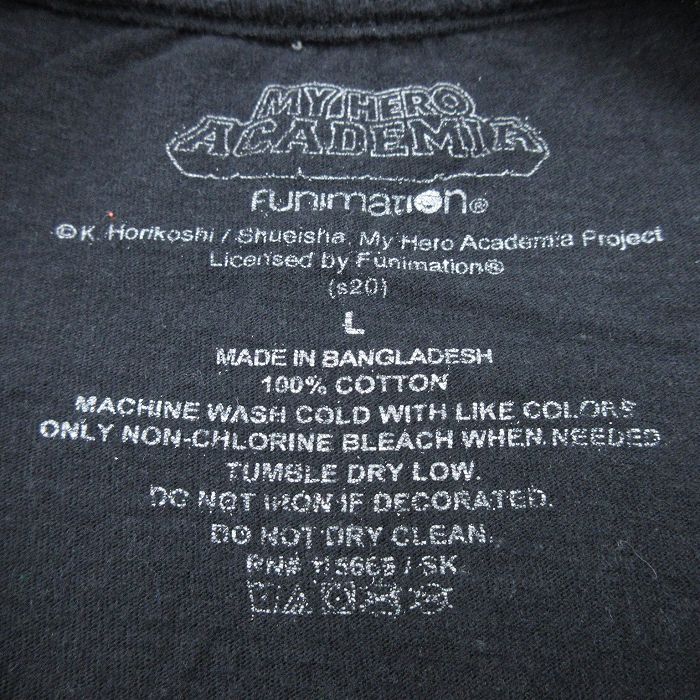 MY HERO
ACADEMIA
FUNIMATION®
© K. Horikoshi / Shueisha, My Hero Academia Project
Licensed by Funimation®
(s20)
L
MADE IN BANGLADESH
100% COTTON
MACHINE WASH COLD WITH LIKE COLORS
ONLY NON-CHLORINE BLEACH WHEN NEEDED
TUMBLE DRY LOW.
DO NOT IRON IF DECORATED.
DO NOT DRY CLEAN.
RN# / SK